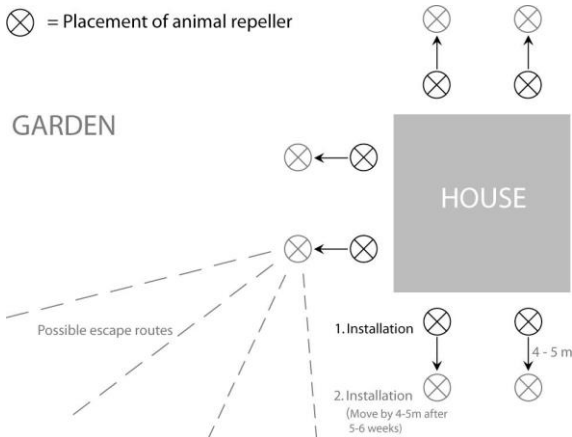 = Placement of animal repeller
GARDEN
HOUSE
Possible escape routes
1. Installation
4 - 5 m
2. Installation
(Move by 4-5m after
5-6 weeks)